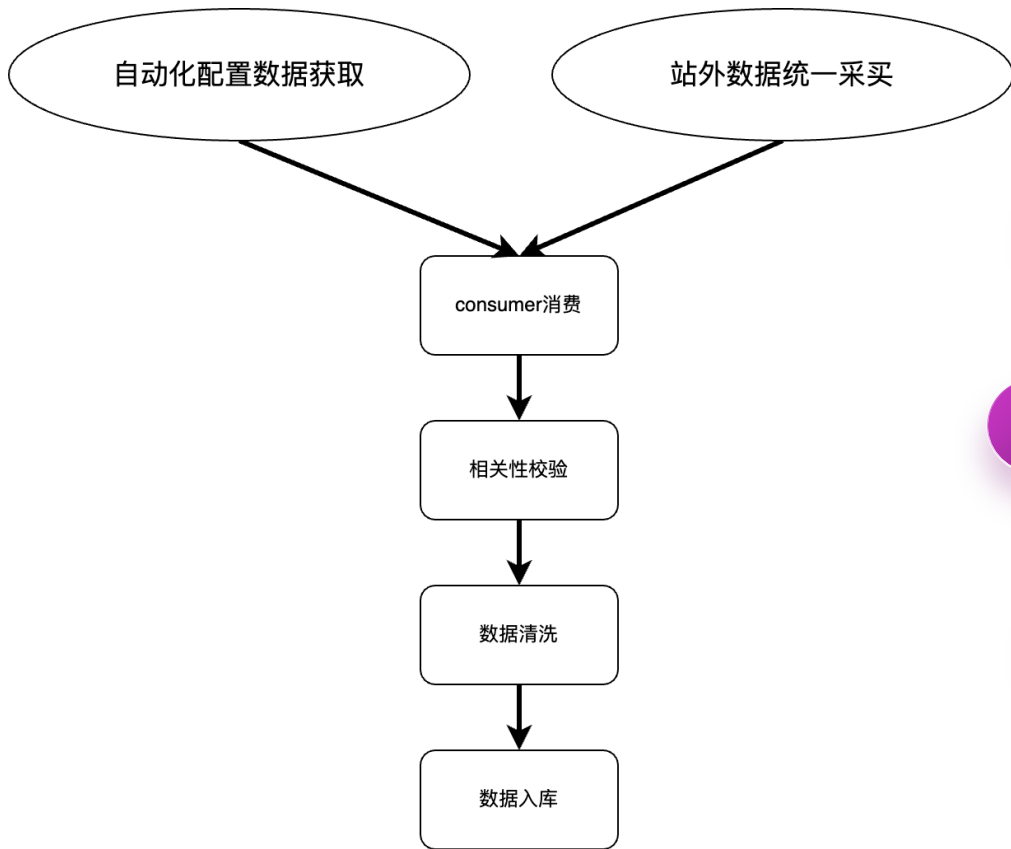 自动化配置数据获取
站外数据统一采买
consumer消费
相关性校验
数据清洗
数据入库